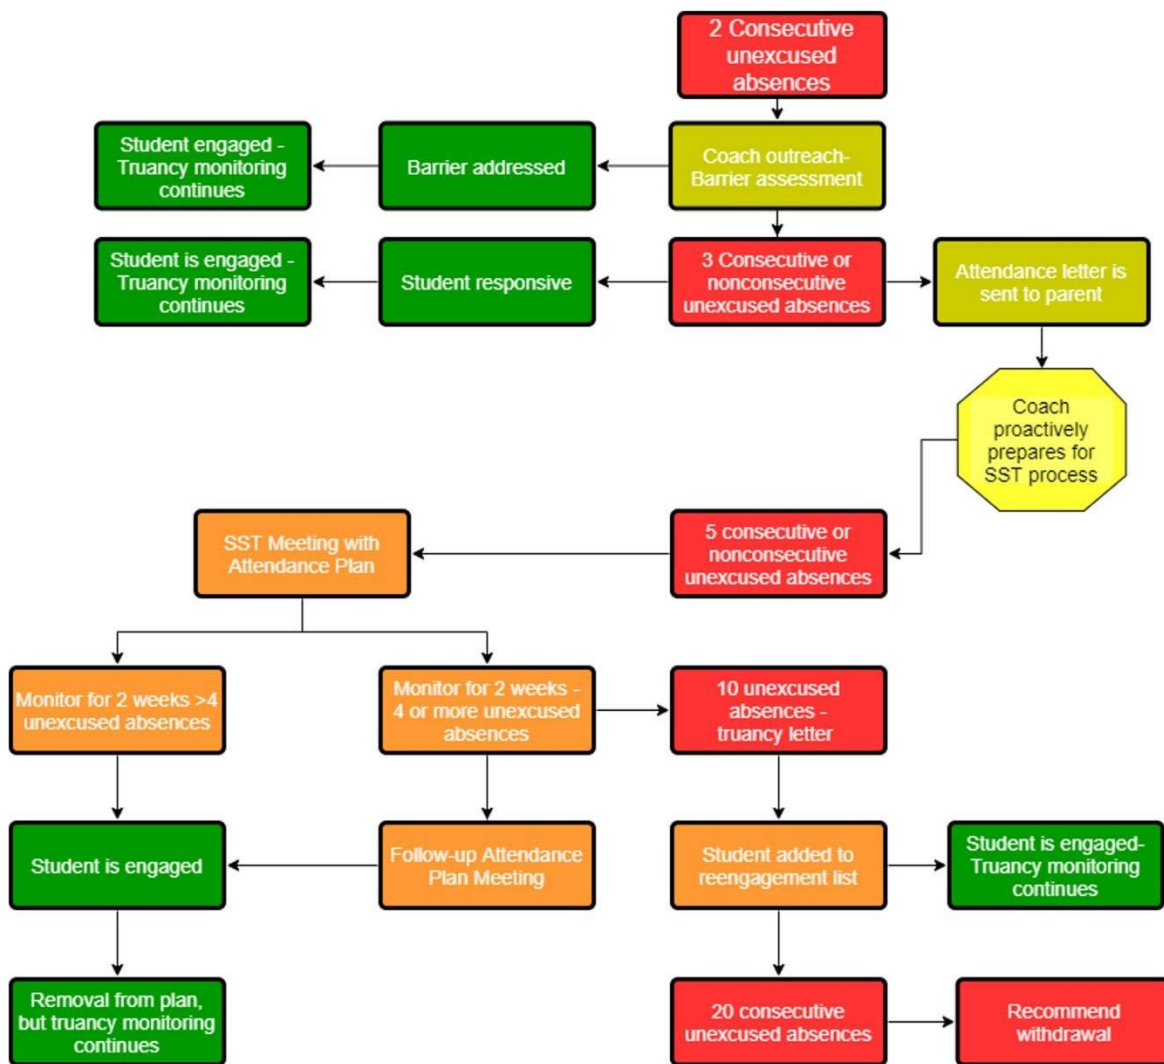 2 Consecutive
unexcused
absences
Student engaged -
Truancy monitoring
continues
Barrier addressed
Coach outreach-
Barrier assessment
Student is engaged -
Truancy monitoring
continues
Student responsive
3 Consecutive or
nonconsecutive
unexcused absences
Attendance letter is
sent to parent
Coach
proactively
prepares for
SST process
SST Meeting with
Attendance Plan
5 consecutive or
nonconsecutive
unexcused absences
Monitor for 2 weeks >4
unexcused absences
Monitor for 2 weeks -
4 or more unexcused
absences
10 unexcused
absences -
truancy letter
Student is engaged
Follow-up Attendance
Plan Meeting
Student added to
reengagement list
Student is engaged-
Truancy monitoring
continues
Removal from plan,
but truancy monitoring
continues
20 consecutive
unexcused absences
Recommend
withdrawal